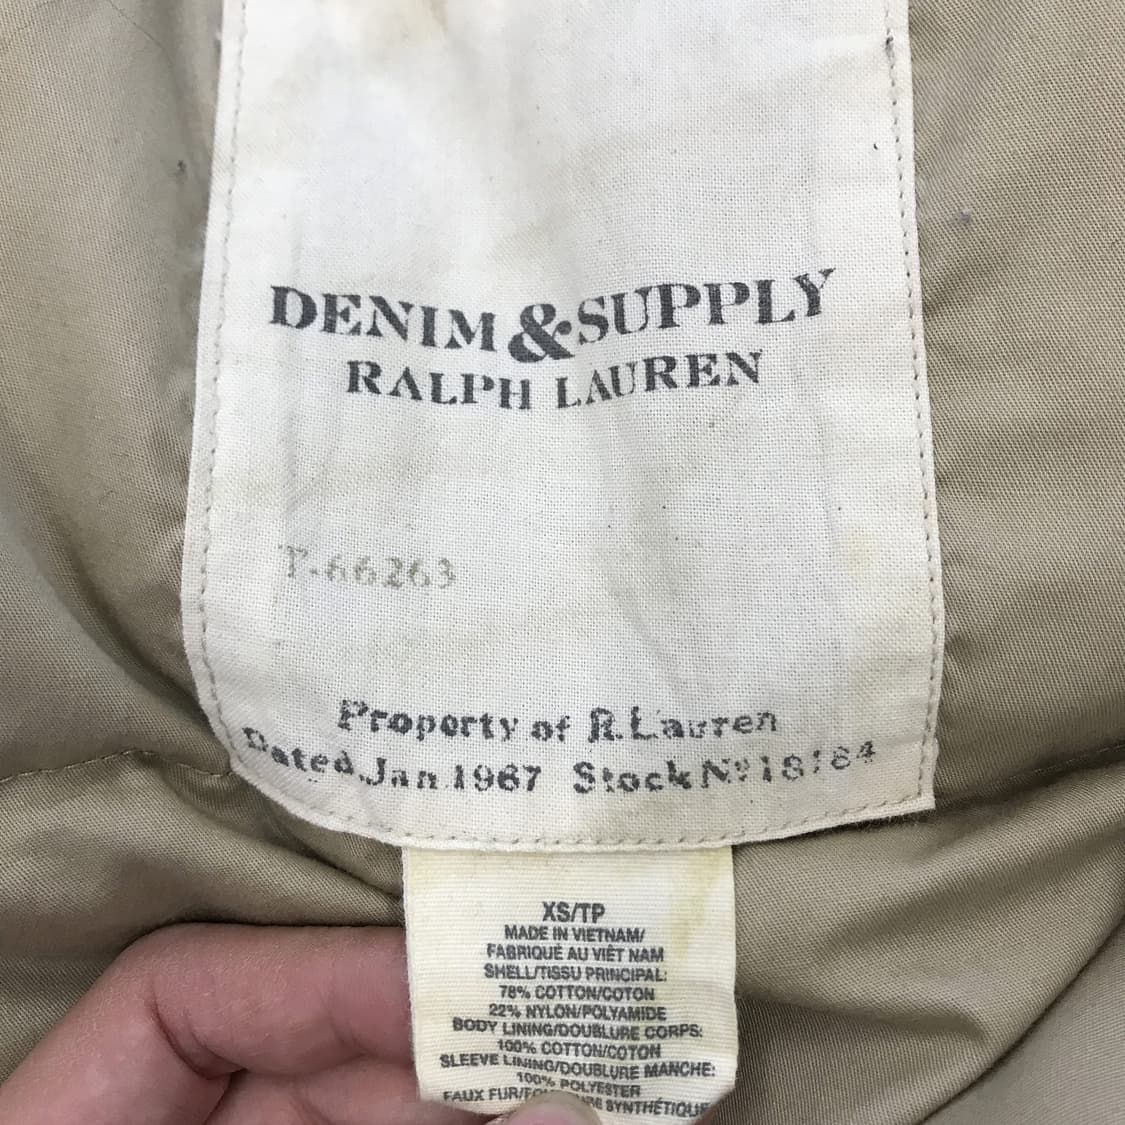 DENIM & SUPPLY
RALPH LAUREN
T-66263
Property of R.Lauren
Dated Jan 1967 Stock Nº 18184
XS/TP
MADE IN VIETNAM/
FABRIQUÉ AU VIÊT NAM
SHELL/TISSU PRINCIPAL:
78% COTTON/COTON
22% NYLON/POLYAMIDE
BODY LINING/DOUBLURE CORPS:
100% COTTON/COTON
SLEEVE LINING/DOUBLURE MANCHE:
100% POLYESTER
FAUX SYNTHÉTIQUE